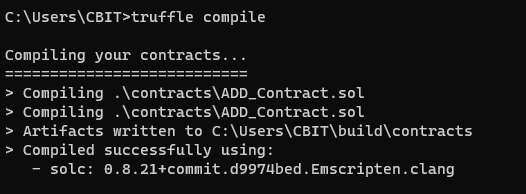 C:\Users\CBIT>truffle compile
Compiling your contracts...
===========================
> Compiling .\contracts\ADD_Contract.sol
> Compiling .\contracts\ADD_Contract.sol
> Artifacts written to C:\Users\CBIT\build\contracts
> Compiled successfully using:
   - solc: 0.8.21+commit.d9974bed.Emscripten.clang